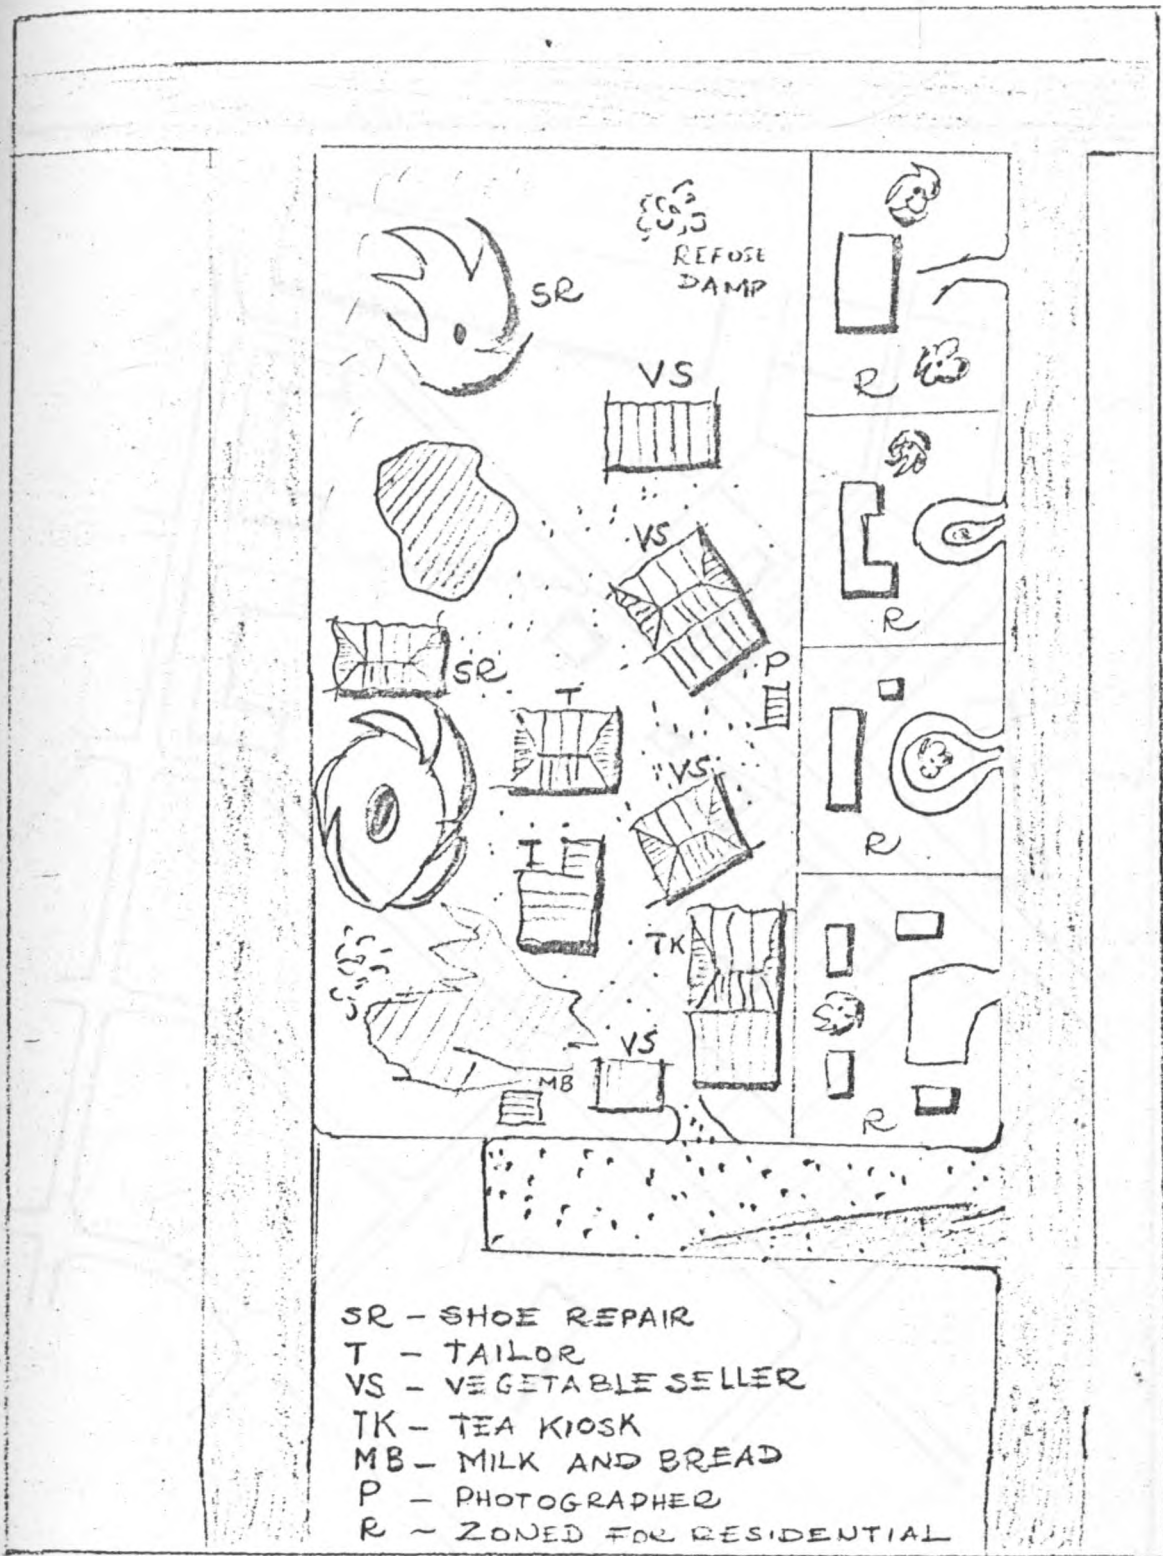 SR
REFUSE
DAMP
VS
R
VS
R
SR
P
T
VS
R
T
TK
VS
MB
R
SR – SHOE REPAIR
T – TAILOR
VS – VEGETABLE SELLER
TK – TEA KIOSK
MB – MILK AND BREAD
P – PHOTOGRAPHER
R – ZONED FOR RESIDENTIAL